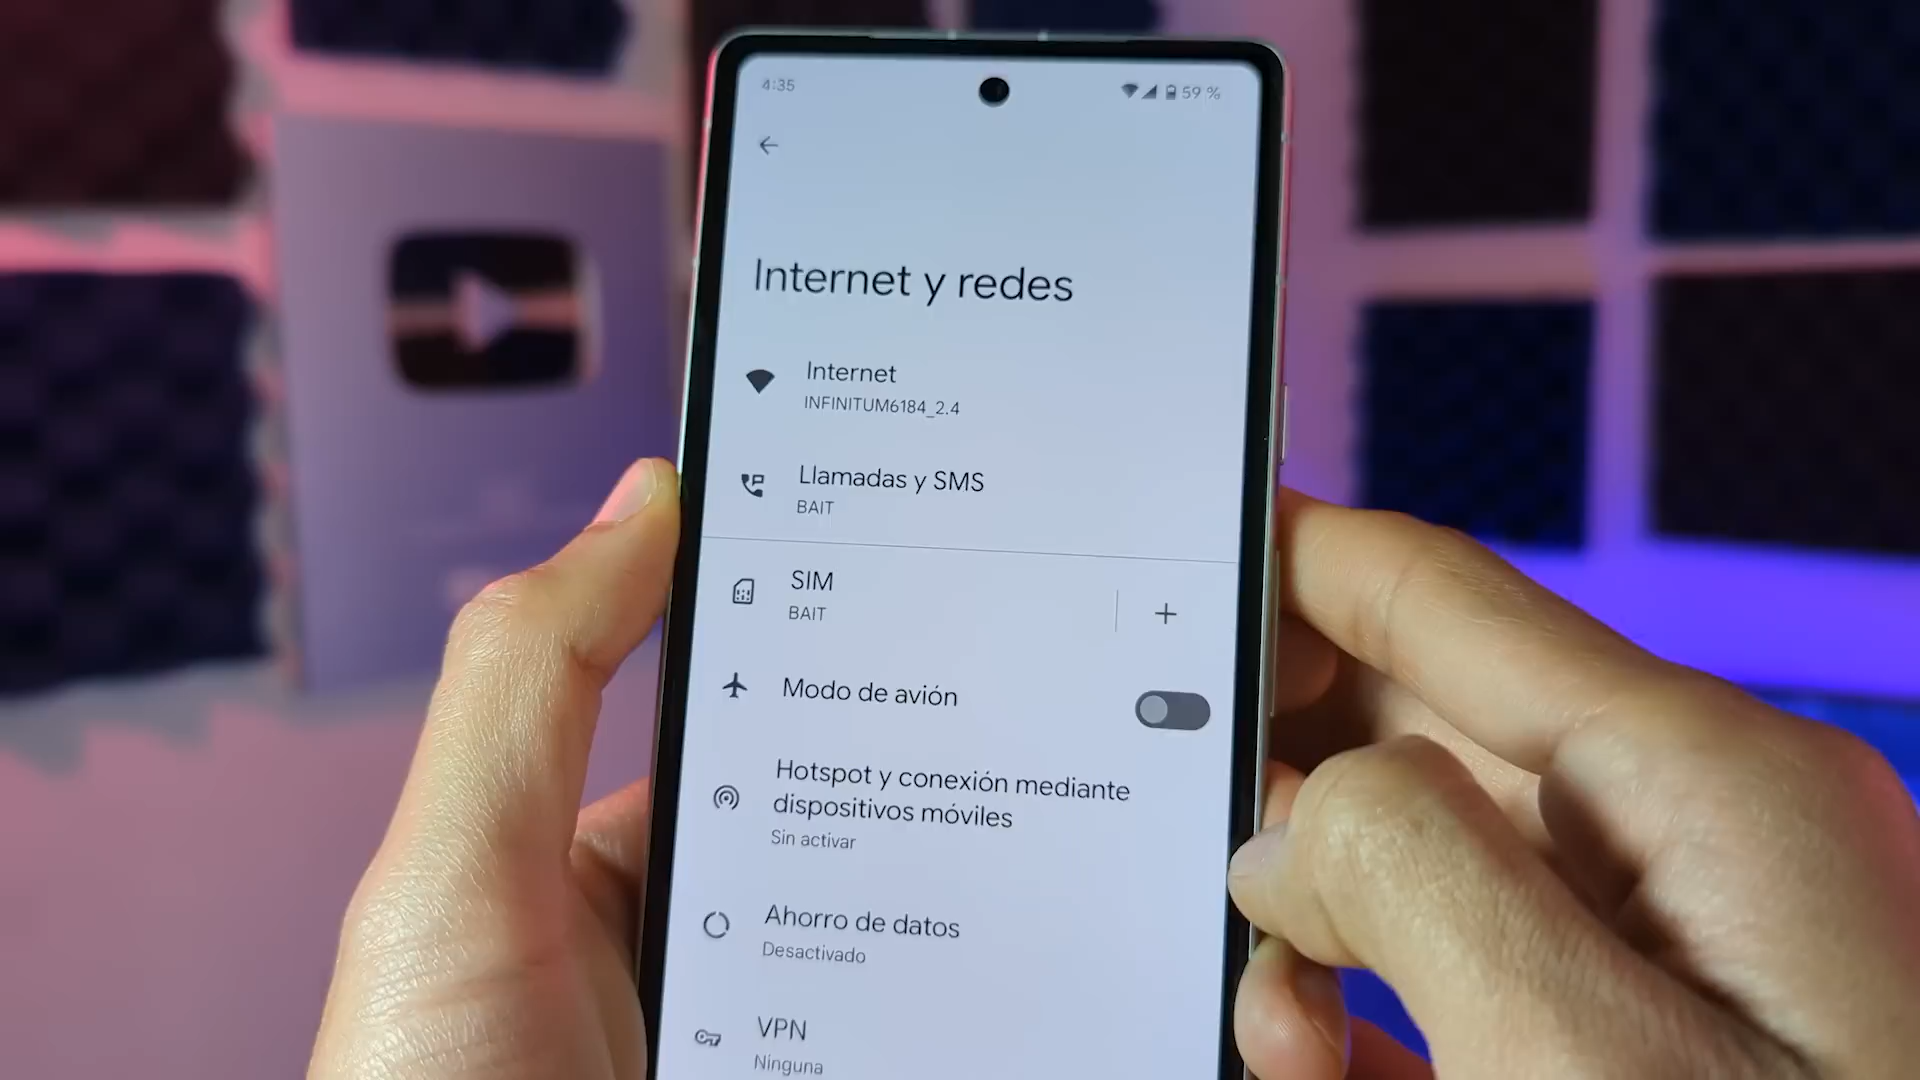 4:35
59 %
Internet y redes
Internet
INFINITUM6184_2.4
Llamadas y SMS
BAIT
SIM
BAIT
Modo de avión
Hotspot y conexión mediante
dispositivos móviles
Sin activar
Ahorro de datos
Desactivado
VPN
Ninguna